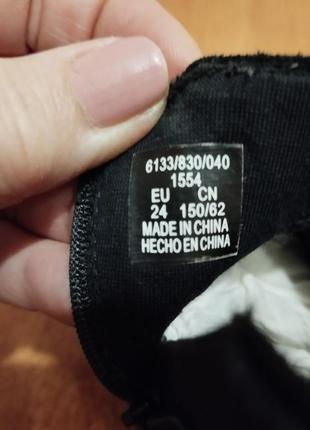 6133/830/040
1554
EU CN
24 150/62
MADE IN CHINA
HECHO EN CHINA